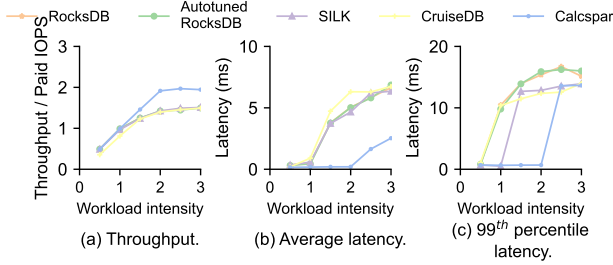 RocksDB
Autotuned
RocksDB
SILK
CruiseDB
Calcspar
Throughput / Paid IOPS
3
2
1
0
0 1 2 3
Workload intensity
(a) Throughput.
Latency (ms)
10
5
0
0 1 2 3
Workload intensity
(b) Average latency.
Latency (ms)
20
10
0
0 1 2 3
Workload intensity
(c) 99th percentile
latency.